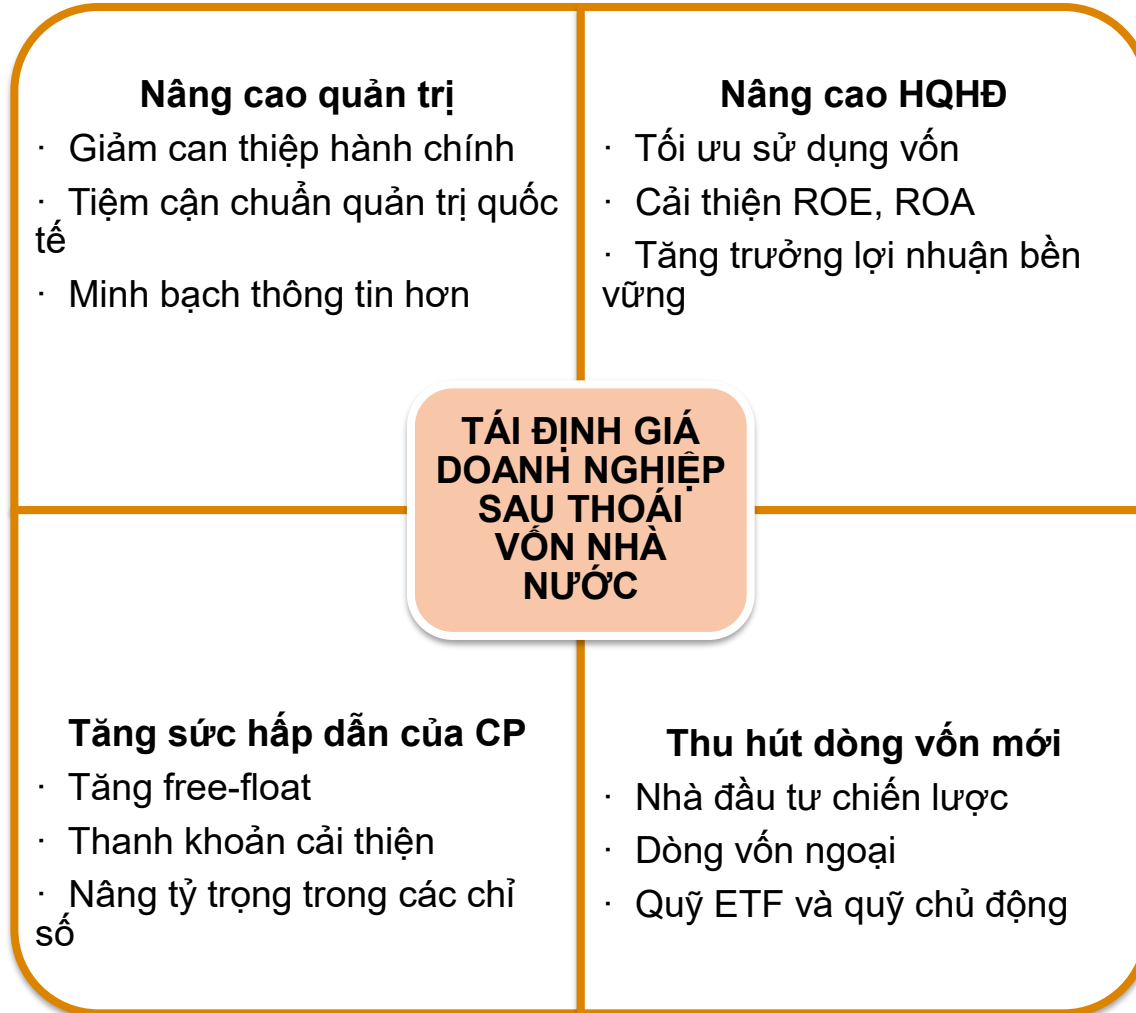 Nâng cao quản trị
· Giảm can thiệp hành chính
· Tiệm cận chuẩn quản trị quốc
tế
· Minh bạch thông tin hơn
Nâng cao HQHĐ
· Tối ưu sử dụng vốn
· Cải thiện ROE, ROA
· Tăng trưởng lợi nhuận bền
vững
TÁI ĐỊNH GIÁ
DOANH NGHIỆP
SAU THOÁI
VỐN NHÀ
NƯỚC
Tăng sức hấp dẫn của CP
· Tăng free-float
· Thanh khoản cải thiện
· Nâng tỷ trọng trong các chỉ
số
Thu hút dòng vốn mới
· Nhà đầu tư chiến lược
· Dòng vốn ngoại
· Quỹ ETF và quỹ chủ động